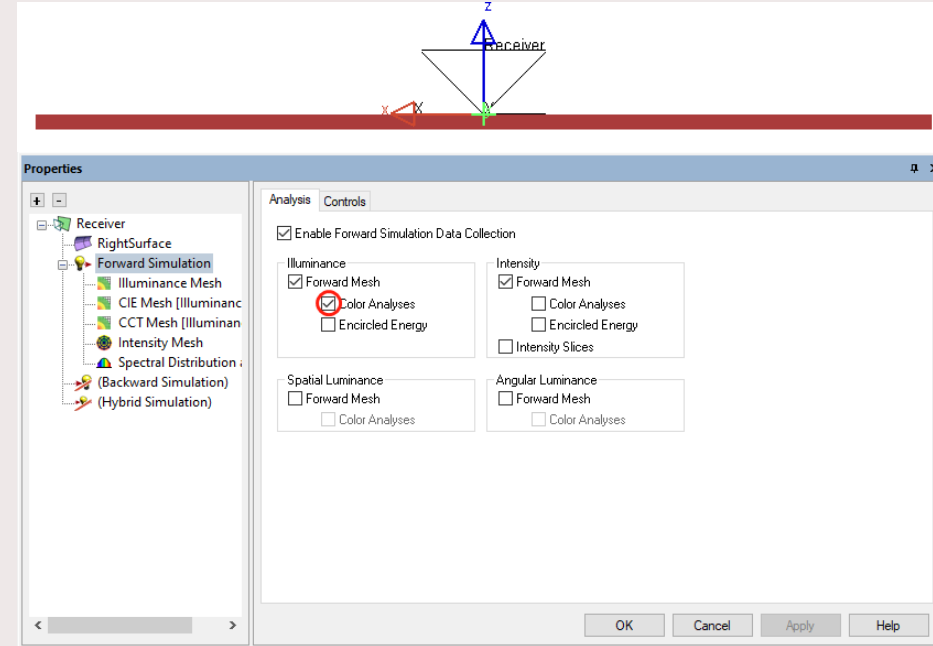 z
Receiver
x X
Properties
Analysis Controls
Receiver
RightSurface
Forward Simulation
Illuminance Mesh
CIE Mesh [Illuminanc
CCT Mesh [Illuminan
Intensity Mesh
Spectral Distribution
(Backward Simulation)
(Hybrid Simulation)
Enable Forward Simulation Data Collection
Illuminance
Forward Mesh
Color Analyses
Encircled Energy
Intensity
Forward Mesh
Color Analyses
Encircled Energy
Intensity Slices
Spatial Luminance
Forward Mesh
Color Analyses
Angular Luminance
Forward Mesh
Color Analyses
OK Cancel Apply Help